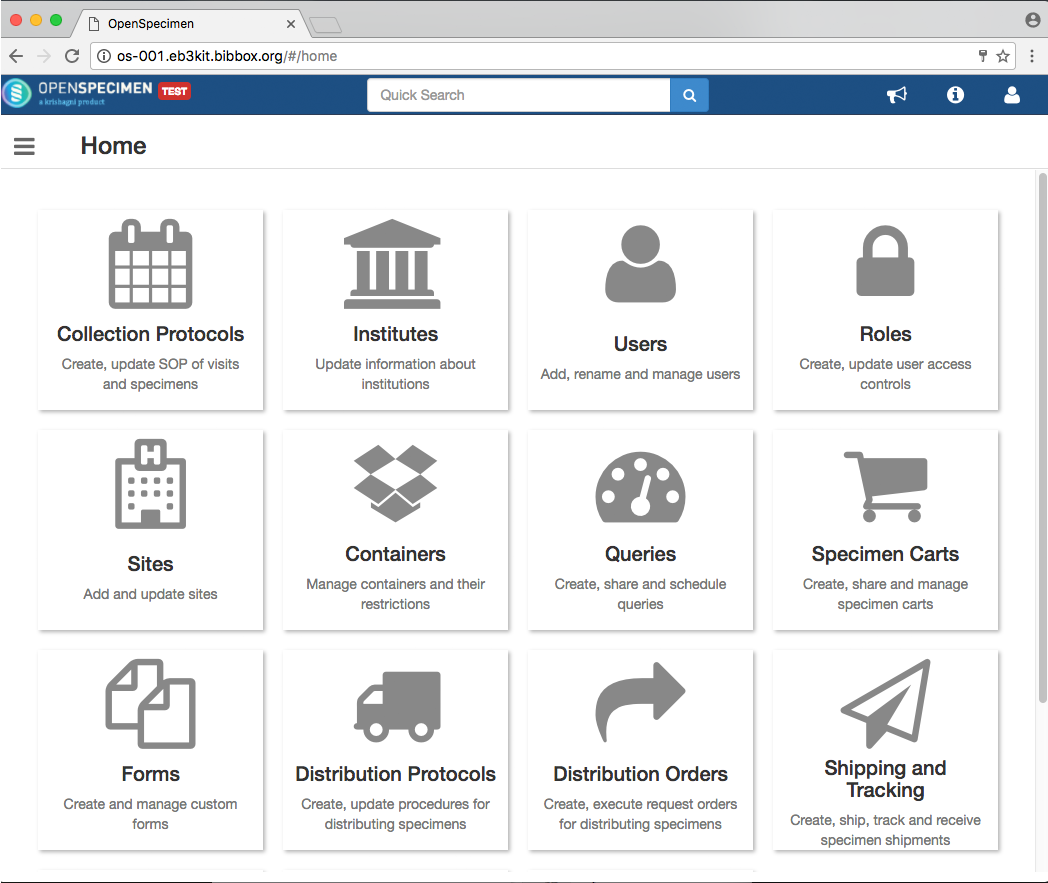 OpenSpecimen
os-001.eb3kit.bibbox.org/#/home
OPENSPECIMEN TEST
a krishagni product
Quick Search
Home
Collection Protocols
Create, update SOP of visits
and specimens
Institutes
Update information about
institutions
Users
Add, rename and manage users
Roles
Create, update user access
controls
Sites
Add and update sites
Containers
Manage containers and their
restrictions
Queries
Create, share and schedule
queries
Specimen Carts
Create, share and manage
specimen carts
Forms
Create and manage custom
forms
Distribution Protocols
Create, update procedures for
distributing specimens
Distribution Orders
Create, execute request orders
for distributing specimens
Shipping and
Tracking
Create, ship, track and receive
specimen shipments